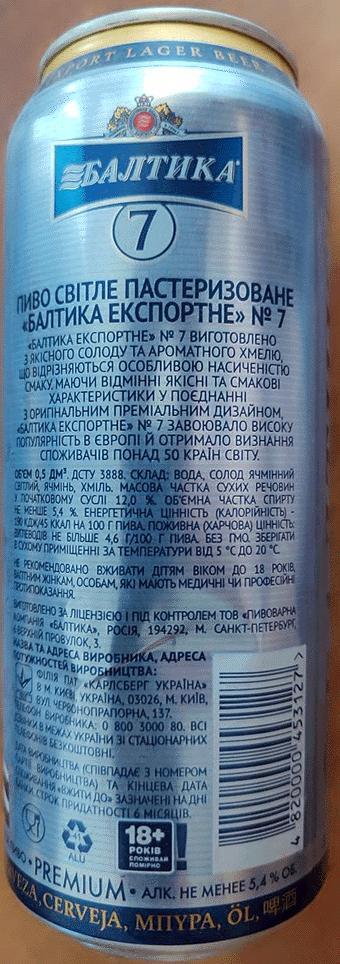 EXPORT LAGER BEER
БАЛТИКА
7
ПИВО СВІТЛЕ ПАСТЕРИЗОВАНЕ
«БАЛТИКА ЕКСПОРТНЕ» № 7
«БАЛТИКА ЕКСПОРТНЕ» № 7 ВИГОТОВЛЕНО
З ЯКІСНОГО СОЛОДУ ТА АРОМАТНОГО ХМЕЛЮ,
ЩО ВІДРІЗНЯЮТЬСЯ ОСОБЛИВОЮ НАСИЧЕНІСТЮ
СМАКУ. МАЮЧИ ВІДМІННІ ЯКІСНІ ТА СМАКОВІ
ХАРАКТЕРИСТИКИ У ПОЄДНАННІ
З ОРИГІНАЛЬНИМ ПРЕМІАЛЬНИМ ДИЗАЙНОМ,
«БАЛТИКА ЕКСПОРТНЕ» № 7 ЗАВОЮВАЛО ВИСОКУ
ПОПУЛЯРНІСТЬ В ЄВРОПІ Й ОТРИМАЛО ВИЗНАННЯ
СПОЖИВАЧІВ ПОНАД 50 КРАЇН СВІТУ.
ОБ'ЄМ 0,5 ДМ³. ДСТУ 3888. СКЛАД: ВОДА, СОЛОД ЯЧМІННИЙ
СВІТЛИЙ, ЯЧМІНЬ, ХМІЛЬ. МАСОВА ЧАСТКА СУХИХ РЕЧОВИН
У ПОЧАТКОВОМУ СУСЛІ 12,0 %. ОБ'ЄМНА ЧАСТКА СПИРТУ
НЕ МЕНШЕ 5,4 %. ЕНЕРГЕТИЧНА ЦІННІСТЬ (КАЛОРІЙНІСТЬ) -
190 КДЖ/45 ККАЛ НА 100 Г ПИВА. ПОЖИВНА (ХАРЧОВА) ЦІННІСТЬ:
ВУГЛЕВОДІВ НЕ БІЛЬШЕ 4,6 Г/100 Г ПИВА. БЕЗ ГМО. ЗБЕРІГАТИ
В СУХОМУ ПРИМІЩЕННІ ЗА ТЕМПЕРАТУРИ ВІД 5 °С ДО 20 °С.
НЕ РЕКОМЕНДОВАНО ВЖИВАТИ ДІТЯМ ВІКОМ ДО 18 РОКІВ,
ВАГІТНИМ ЖІНКАМ, ОСОБАМ, ЯКІ МАЮТЬ МЕДИЧНІ ЧИ ПРОФЕСІЙНІ
ПРОТИПОКАЗАННЯ.
ВИГОТОВЛЕНО ЗА ЛІЦЕНЗІЄЮ І ПІД КОНТРОЛЕМ ТОВ «ПИВОВАРНА
КОМПАНІЯ «БАЛТИКА», РОСІЯ, 194292, М. САНКТ-ПЕТЕРБУРГ,
6 ВЕРХНІЙ ПРОВУЛОК, 3.
НАЗВА ТА АДРЕСА ВИРОБНИКА, АДРЕСА
ПОТУЖНОСТЕЙ ВИРОБНИЦТВА:
ФІЛІЯ ПАТ «КАРЛСБЕРГ УКРАЇНА»
В М. КИЄВІ, УКРАЇНА, 03026, М. КИЇВ,
ВУЛ. ЧЕРВОНОПРАПОРНА, 137.
ВИРОБНИКА: 0 800 3000 80. ВСІ
ДЗВІНКИ В МЕЖАХ УКРАЇНИ ЗІ СТАЦІОНАРНИХ
ТЕЛЕФОНІВ БЕЗКОШТОВНІ.
ДАТА ВИРОБНИЦТВА (СПІВПАДАЄ З НОМЕРОМ
ПАРТІЇ ВИРОБНИЦТВА) ТА КІНЦЕВА ДАТА
СПОЖИВАННЯ «ВЖИТИ ДО» ЗАЗНАЧЕНІ НА ДНІ
БАНКИ. СТРОК ПРИДАТНОСТІ 6 МІСЯЦІВ.
4 820000 453127 >
41
ALU
18+
РОКІВ
СПОЖИВАЙ
ПОМІРНО
ПИВО • PREMIUM • АЛК. НЕ МЕНЕЕ 5,4 % ОБ.
CERVEZA, CERVEJA, ΜΠΥΡΑ, ÖL, 啤酒